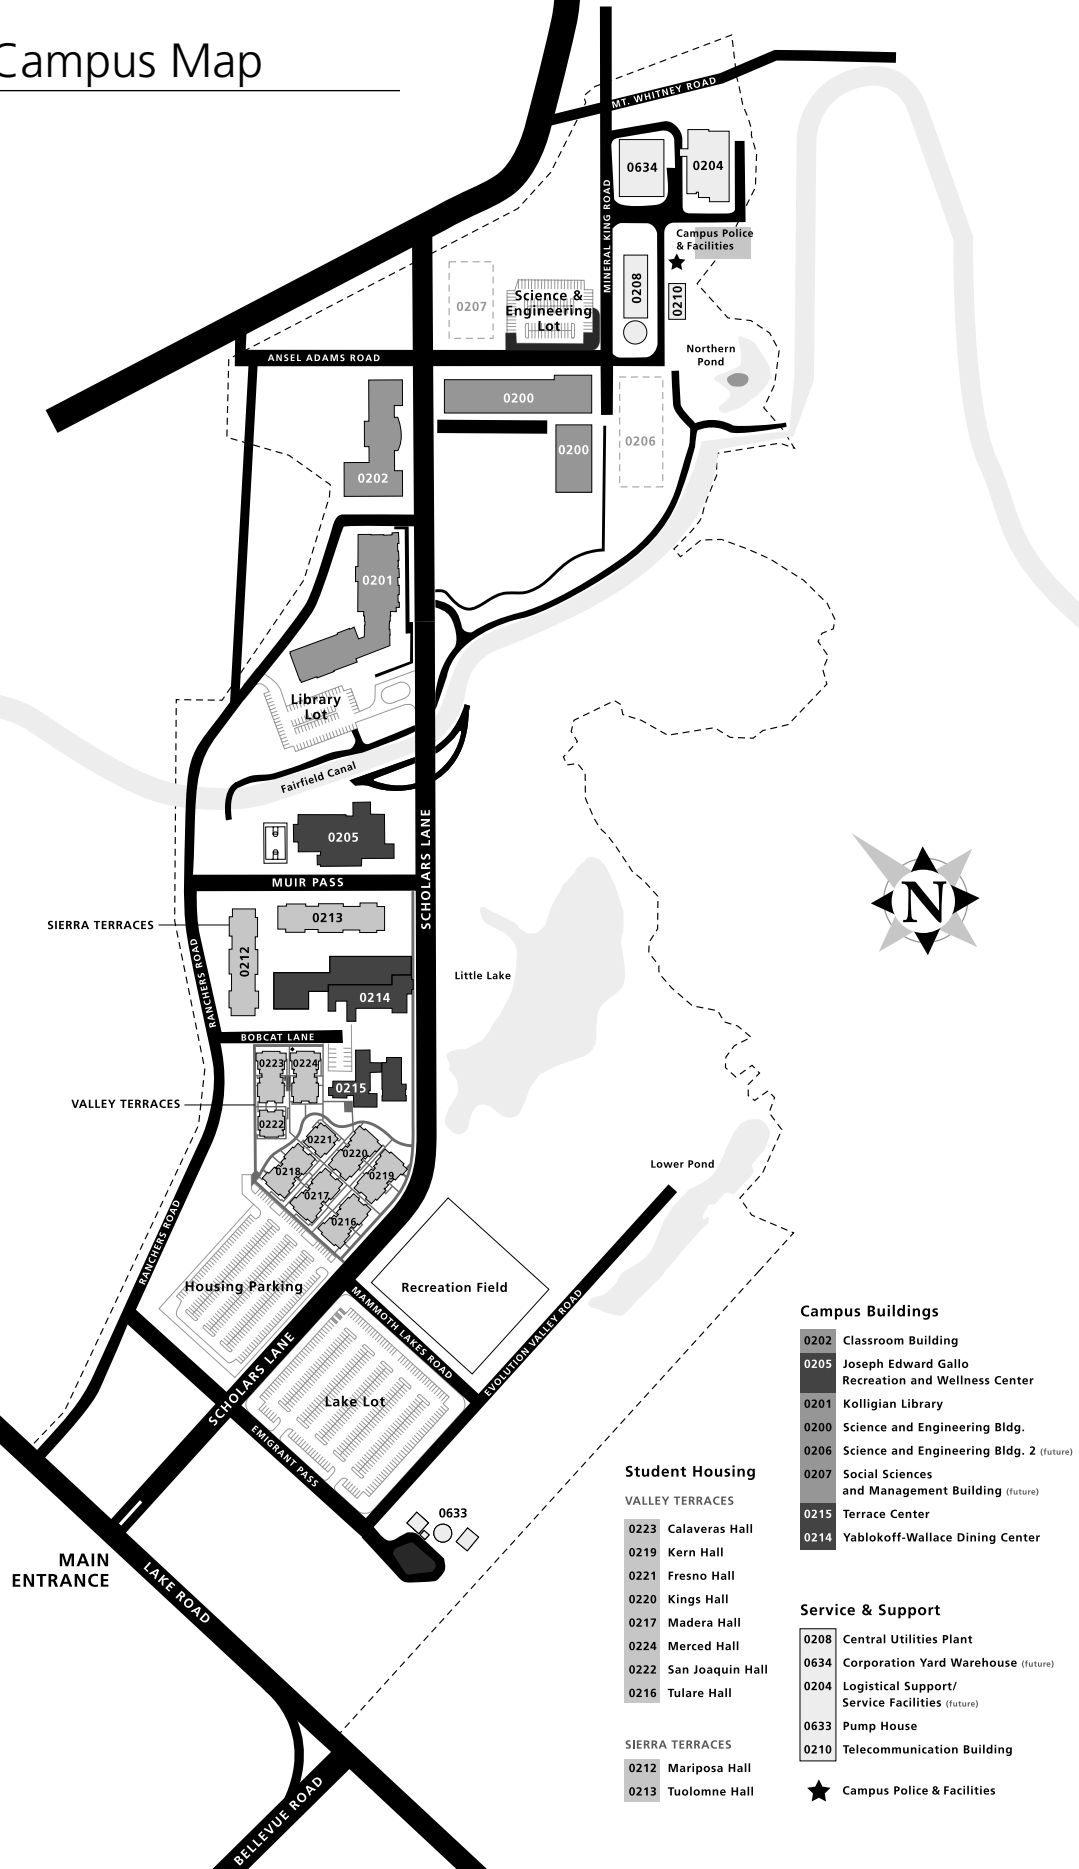 Campus Map
MT. WHITNEY ROAD
0634
0204
MINERAL KING ROAD
Campus Police
& Facilities
0208
0210
0207
Science &
Engineering
Lot
Northern
Pond
ANSEL ADAMS ROAD
0200
0200
0206
0202
0201
Library
Lot
Fairfield Canal
0205
SCHOLARS LANE
MUIR PASS
SIERRA TERRACES
0213
0212
RANCHERS ROAD
0214
Little Lake
N
BOBCAT LANE
0223
0224
0215
VALLEY TERRACES
0222
0221
0220
0218
0219
0217
0216
Lower Pond
RANCHERS ROAD
Housing Parking
Recreation Field
MAMMOTH LAKES ROAD
EVOLUTION VALLEY ROAD
SCHOLARS LANE
Lake Lot
EMIGRANT PASS
0633
MAIN
ENTRANCE
LAKE ROAD
BELLEVUE ROAD
Student Housing
VALLEY TERRACES
0223 Calaveras Hall
0219 Kern Hall
0221 Fresno Hall
0220 Kings Hall
0217 Madera Hall
0224 Merced Hall
0222 San Joaquin Hall
0216 Tulare Hall
SIERRA TERRACES
0212 Mariposa Hall
0213 Tuolomne Hall
Campus Buildings
0202 Classroom Building
0205 Joseph Edward Gallo
Recreation and Wellness Center
0201 Kolligian Library
0200 Science and Engineering Bldg.
0206 Science and Engineering Bldg. 2 (future)
0207 Social Sciences
and Management Building (future)
0215 Terrace Center
0214 Yablokoff-Wallace Dining Center
Service & Support
0208 Central Utilities Plant
0634 Corporation Yard Warehouse (future)
0204 Logistical Support/
Service Facilities (future)
0633 Pump House
0210 Telecommunication Building
Campus Police & Facilities